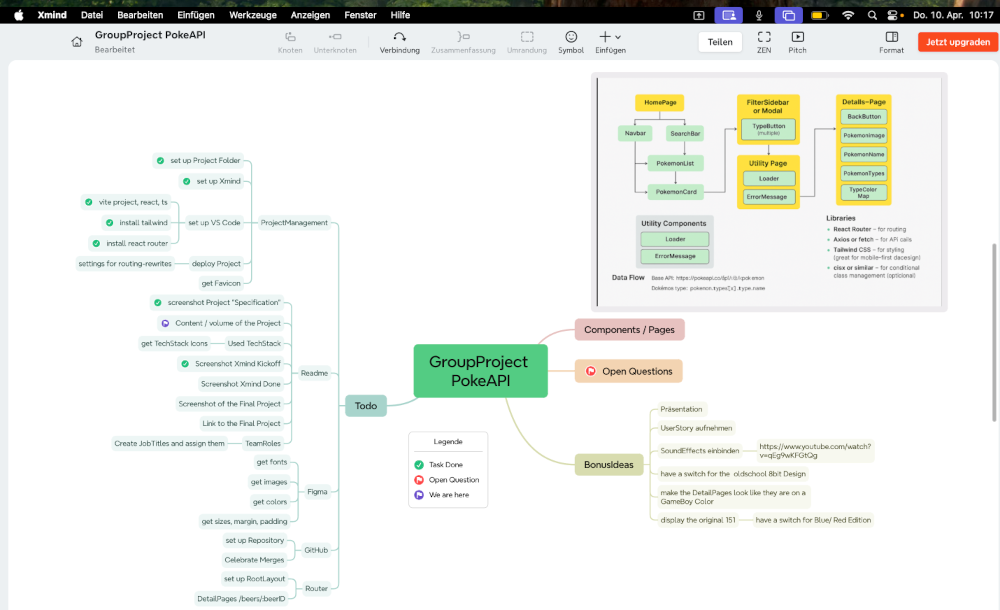 Xmind Datei Bearbeiten Einfügen Werkzeuge Anzeigen Fenster Hilfe
Do. 10. Apr. 10:17
GroupProject PokeAPI
Bearbeitet
Knoten
Unterknoten
Verbindung
Zusammenfassung
Umrandung
Symbol
Einfügen
Teilen
ZEN
Pitch
Format
Jetzt upgraden
HomePage
Navbar
SearchBar
PokemonList
PokemonCard
FilterSidebar
or Modal
TypeButton
(multiple)
Utility Page
Loader
ErrorMessage
Details-Page
BackButton
PokemonImage
PokemonName
PokemonTypes
TypeColor
Map
Utility Components
Loader
ErrorMessage
Libraries
• React Router – for routing
• Axios or fetch – for API calls
• Tailwind CSS – for styling
(great for mobile-first dacesign)
• cisx or similar – for conditional
class management (opticional)
Data Flow
Base API:
Dokémon type: pokenon.types[x].type.name
set up Project Folder
set up Xmind
vite project, react, ts
install tailwind
install react router
set up VS Code
settings for routing-rewrites
deploy Project
get Favicon
ProjectManagement
screenshot Project "Specification"
Content / volume of the Project
get TechStack Icons
Used TechStack
Screenshot Xmind Kickoff
Screenshot Xmind Done
Screenshot of the Final Project
Link to the Final Project
Create JobTitles and assign them
TeamRoles
Readme
get fonts
get images
get colors
get sizes, margin, padding
Figma
set up Repository
Celebrate Merges
GitHub
set up RootLayout
DetailPages /beers/:beerID
Router
Todo
GroupProject
PokeAPI
Legende
Task Done
Open Question
We are here
Components / Pages
Open Questions
BonusIdeas
Präsentation
UserStory aufnehmen
SoundEffects einbinden
https://www.youtube.com/watch?
v=qEg9wKFGtQg
have a switch for the oldschool 8bit Design
make the DetailPages look like they are on a
GameBoy Color
display the original 151
have a switch for Blue/ Red Edition